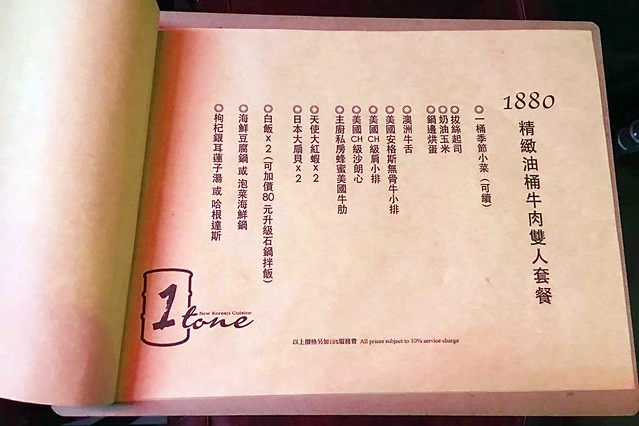 1880
精緻油桶牛肉雙人套餐
◎一桶季節小菜（可續）
◎拔絲起司
◎奶油玉米
◎鍋邊烘蛋
◎澳洲牛舌
◎美國安格斯無骨牛小排
◎美國CH級肩小排
◎美國CH級沙朗心
◎主廚私房蜂蜜美國牛肋
◎天使大紅蝦x2
◎日本大扇貝x2
◎白飯x2（可加價80元升級石鍋拌飯）
◎海鮮豆腐鍋 或 泡菜海鮮鍋
◎枸杞銀耳蓮子湯 或 哈根達斯
1tone
New Korean Cuisine
以上價格另加10%服務費 All prices subject to 10% service charge